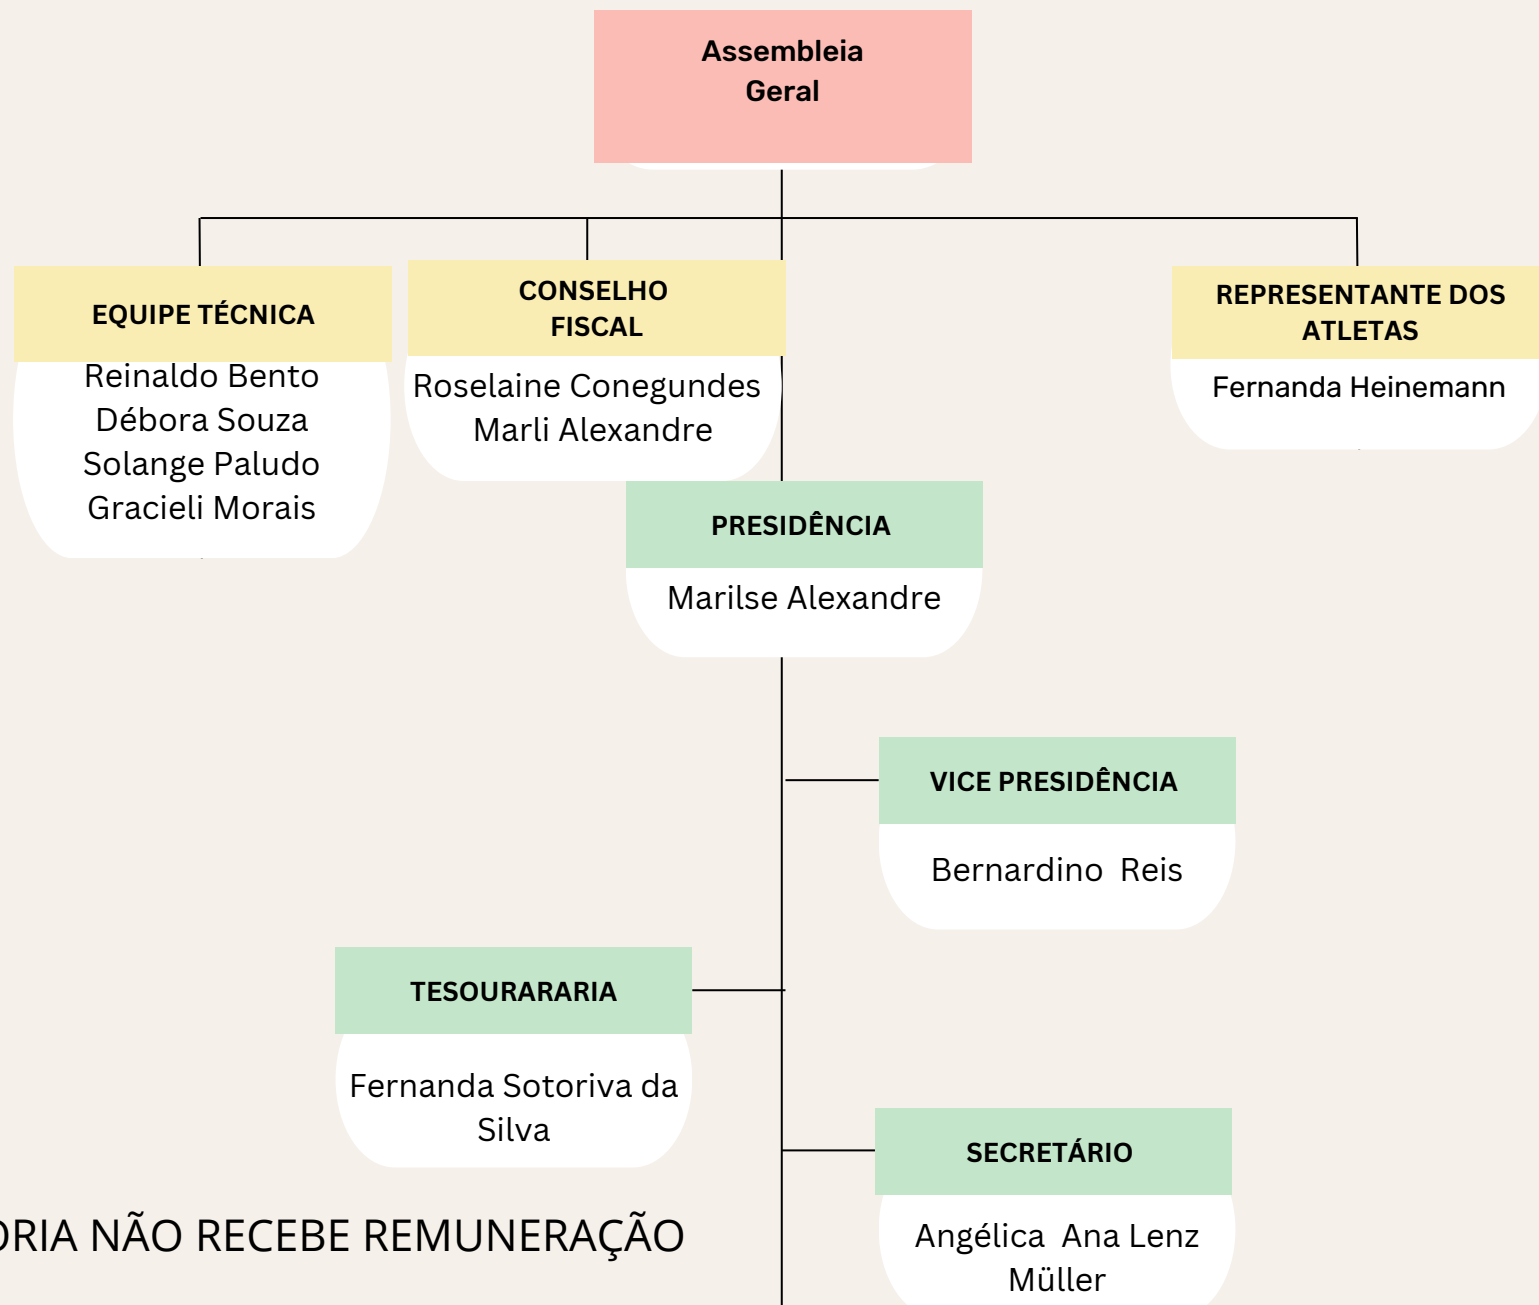 Assembleia
Geral
EQUIPE TÉCNICA
Reinaldo Bento
Débora Souza
Solange Paludo
Gracieli Morais
CONSELHO
FISCAL
Roselaine Conegundes
Marli Alexandre
REPRESENTANTE DOS
ATLETAS
Fernanda Heinemann
PRESIDÊNCIA
Marilse Alexandre
VICE PRESIDÊNCIA
Bernardino  Reis
TESOURARARIA
Fernanda Sotoriva da
Silva
SECRETÁRIO
Angélica  Ana Lenz
Müller
NÃO RECEBE REMUNERAÇÃO